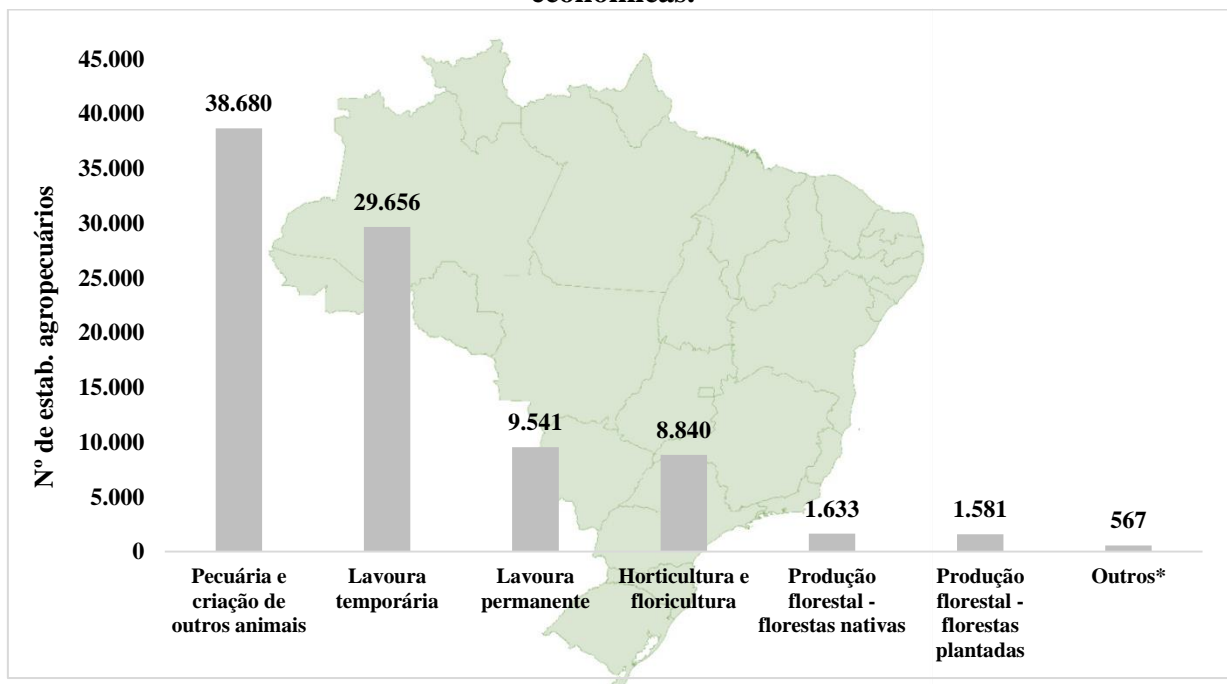 econômicas.
Nº de estab. agropecuários
45.000
40.000
35.000
30.000
25.000
20.000
15.000
10.000
5.000
0
38.680
29.656
9.541
8.840
1.633
1.581
567
Pecuária e
criação de
outros animais
Lavoura
temporária
Lavoura
permanente
Horticultura e
floricultura
Produção
florestal -
florestas nativas
Produção
florestal -
florestas
plantadas
Outros*